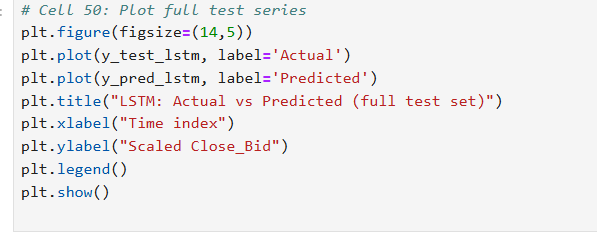 # Cell 50: Plot full test series
plt.figure(figsize=(14,5))
plt.plot(y_test_lstm, label='Actual')
plt.plot(y_pred_lstm, label='Predicted')
plt.title("LSTM: Actual vs Predicted (full test set)")
plt.xlabel("Time index")
plt.ylabel("Scaled Close_Bid")
plt.legend()
plt.show()